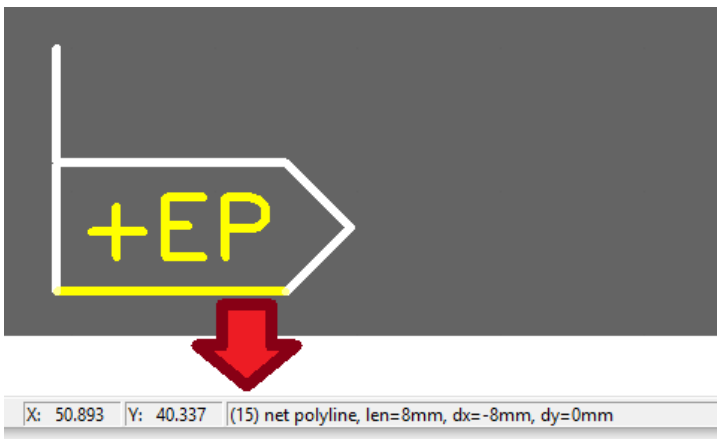 +EP
X: 50.893 Y: 40.337 (15) net polyline, len=8mm, dx=-8mm, dy=0mm